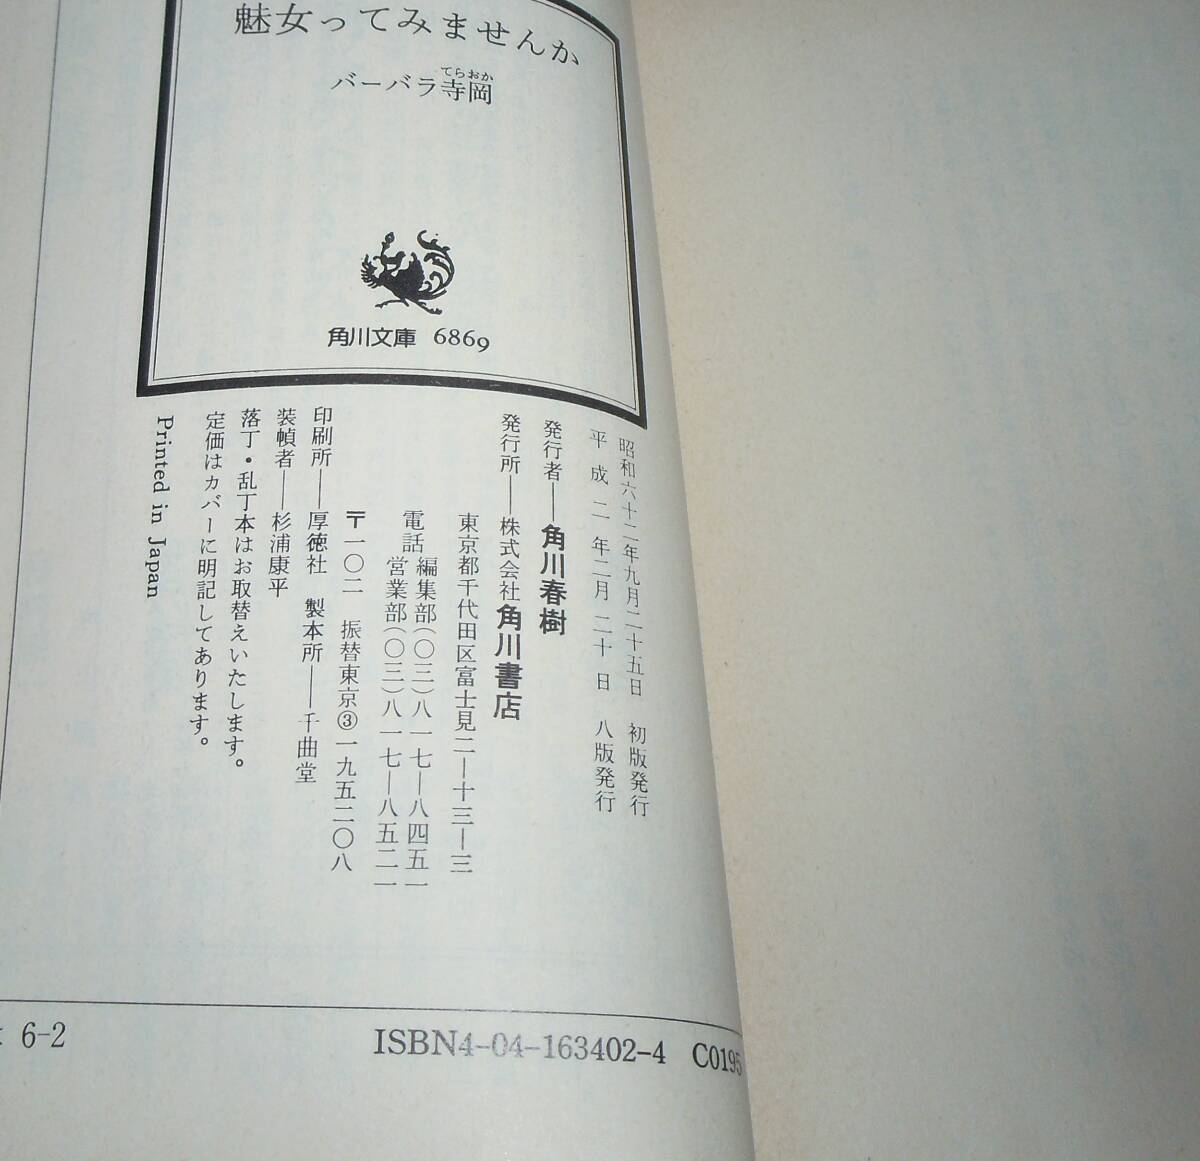 魅女ってみませんか
バーバラ寺岡
てらおか
角川文庫 6869
昭和六十二年九月二十五日 初版発行
平成二年二月二十日 八版発行
発行者―角川春樹
発行所―株式会社角川書店
東京都千代田区富士見二―十三―三
電話 編集部(〇三)八一七―八四五一
営業部(〇三)八一七―八五二一
〒一〇二 振替東京③一九五二〇八
印刷所―厚徳社 製本所―千曲堂
装幀者―杉浦康平
落丁・乱丁本はお取替えいたします。
定価はカバーに明記してあります。
Printed in Japan
6-2
ISBN4-04-163402-4 C0195